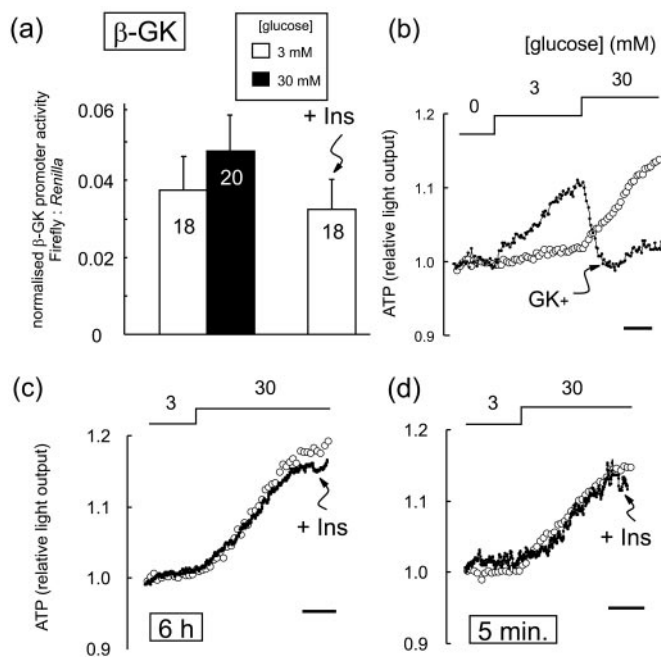 (a)
β-GK
[glucose]
3 mM
30 mM
normalised β-GK promoter activity
Firefly : Renilla
0.06
0.04
0.02
0
18
20
18
+ Ins
(b)
[glucose] (mM)
0
3
30
ATP (relative light output)
1.2
1.1
1.0
0.9
GK+
(c)
3
30
ATP (relative light output)
1.2
1.1
1.0
0.9
+ Ins
6 h
(d)
3
30
1.2
1.1
1.0
0.9
+ Ins
5 min.